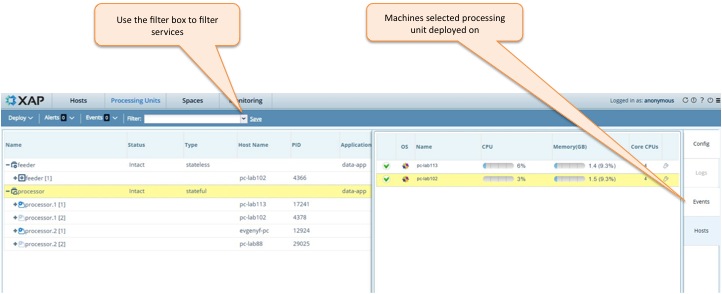 Use the filter box to filter
services
Machines selected processing
unit deployed on
XAP Hosts Processing Units Spaces Monitoring Logged in as: anonymous
Deploy Alerts 0 Events 0 Filter: Save
Name Status Type Host Name PID Application
OS Name CPU Memory(GB) Core CPUs
Config
feeder Intact stateless data-app
pc-lab113 6% 1.4 (9.3%) 4
Logs
feeder [1] pc-lab102 4366
pc-lab102 3% 1.5 (9.3%) 4
processor Intact stateful data-app
Events
processor.1 [1] pc-lab113 17241
processor.1 [2] pc-lab102 4378
processor.2 [1] evgenyf-pc 12924
Hosts
processor.2 [2] pc-lab88 29025